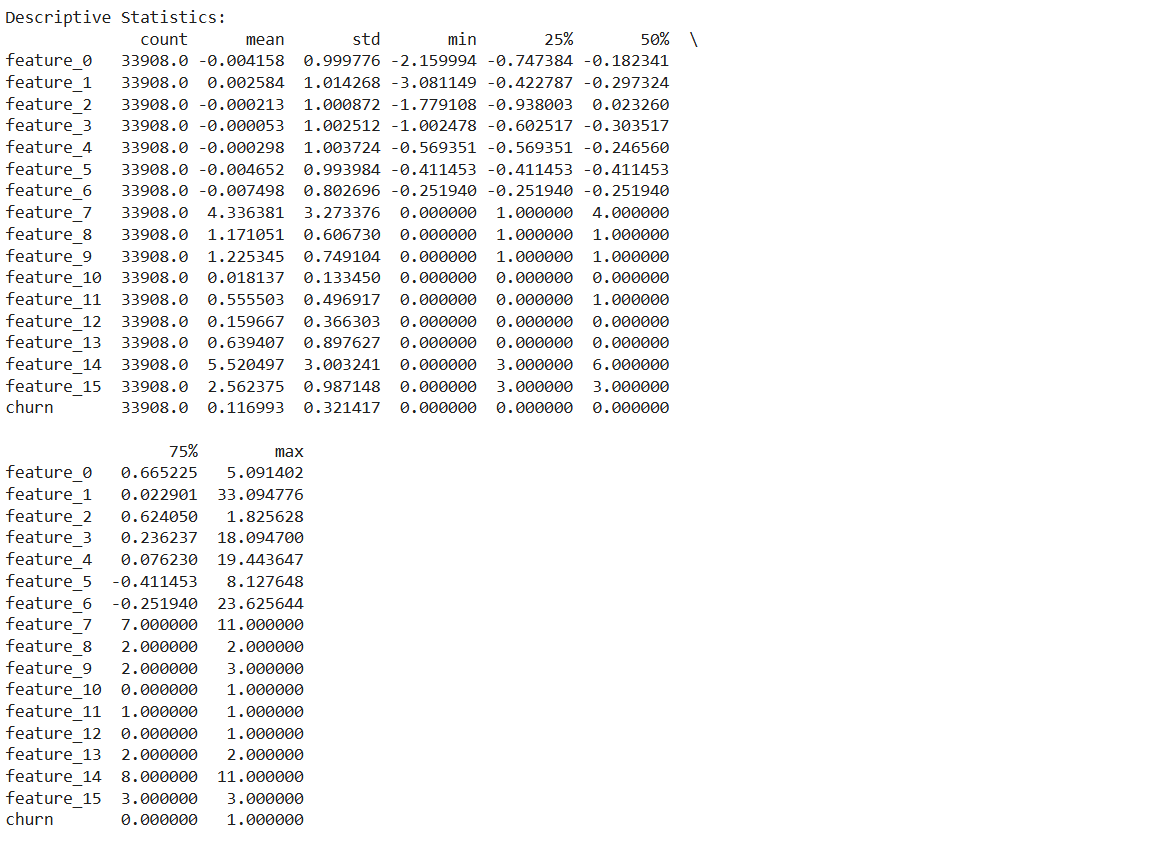 Descriptive Statistics:
count mean std min 25% 50% \
feature_0 33908.0 -0.004158 0.999776 -2.159994 -0.747384 -0.182341
feature_1 33908.0 0.002584 1.014268 -3.081149 -0.422787 -0.297324
feature_2 33908.0 -0.000213 1.000872 -1.779108 -0.938003 0.023260
feature_3 33908.0 -0.000053 1.002512 -1.002478 -0.602517 -0.303517
feature_4 33908.0 -0.000298 1.003724 -0.569351 -0.569351 -0.246560
feature_5 33908.0 -0.004652 0.993984 -0.411453 -0.411453 -0.411453
feature_6 33908.0 -0.007498 0.802696 -0.251940 -0.251940 -0.251940
feature_7 33908.0 4.336381 3.273376 0.000000 1.000000 4.000000
feature_8 33908.0 1.171051 0.606730 0.000000 1.000000 1.000000
feature_9 33908.0 1.225345 0.749104 0.000000 1.000000 1.000000
feature_10 33908.0 0.018137 0.133450 0.000000 0.000000 0.000000
feature_11 33908.0 0.555503 0.496917 0.000000 0.000000 1.000000
feature_12 33908.0 0.159667 0.366303 0.000000 0.000000 0.000000
feature_13 33908.0 0.639407 0.897627 0.000000 0.000000 0.000000
feature_14 33908.0 5.520497 3.003241 0.000000 3.000000 6.000000
feature_15 33908.0 2.562375 0.987148 0.000000 3.000000 3.000000
churn 33908.0 0.116993 0.321417 0.000000 0.000000 0.000000
75% max
feature_0 0.665225 5.091402
feature_1 0.022901 33.094776
feature_2 0.624050 1.825628
feature_3 0.236237 18.094700
feature_4 0.076230 19.443647
feature_5 -0.411453 8.127648
feature_6 -0.251940 23.625644
feature_7 7.000000 11.000000
feature_8 2.000000 2.000000
feature_9 2.000000 3.000000
feature_10 0.000000 1.000000
feature_11 1.000000 1.000000
feature_12 0.000000 1.000000
feature_13 2.000000 2.000000
feature_14 8.000000 11.000000
feature_15 3.000000 3.000000
churn 0.000000 1.000000